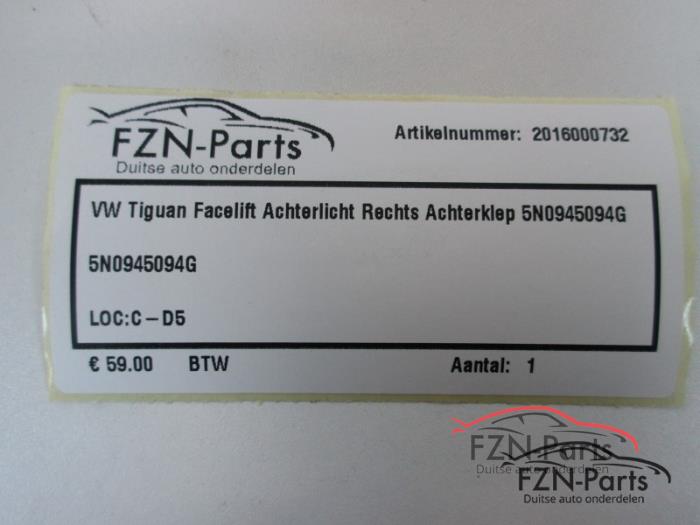 FZN-Parts
Duitse auto onderdelen
Artikelnummer: 2016000732
VW Tiguan Facelift Achterlicht Rechts Achterklep 5N0945094G
5N0945094G
LOC:C-D5
€ 59.00 BTW Aantal: 1
FZN-Parts
Duitse auto onderdelen
FZN-Parts
Duitse auto onderdelen